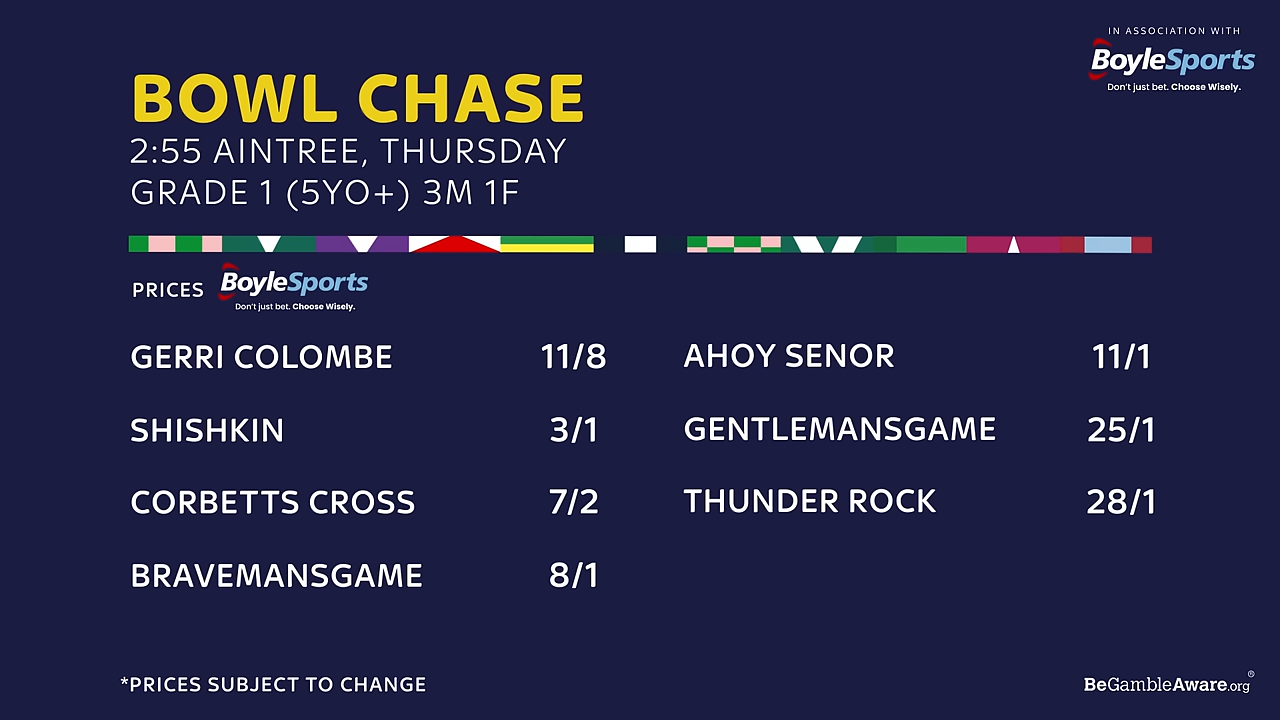 IN ASSOCIATION WITH
BoyleSports
Don't just bet. Choose Wisely.
BOWL CHASE
2:55 AINTREE, THURSDAY
GRADE 1 (5YO+) 3M 1F
PRICES BoyleSports
Don't just bet. Choose Wisely.
GERRI COLOMBE 11/8
SHISHKIN 3/1
CORBETTS CROSS 7/2
BRAVEMANSGAME 8/1
AHOY SENOR 11/1
GENTLEMANSGAME 25/1
THUNDER ROCK 28/1
*PRICES SUBJECT TO CHANGE
BeGambleAware.org®